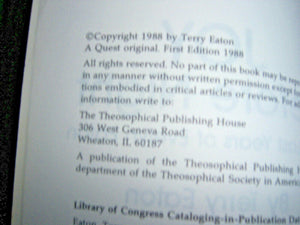 ©Copyright 1988 by Terry Eaton
A Quest original. First Edition 1988
All rights reserved. No part of this book may be
in any manner without written permission except
tions embodied in critical articles or reviews. For
information write to:
The Theosophical Publishing House
306 West Geneva Road
Wheaton, IL 60187
A publication of the Theosophical Publishing
department of the Theosophical Society in America
Library of Congress Cataloging-in-Publication
Eaton,